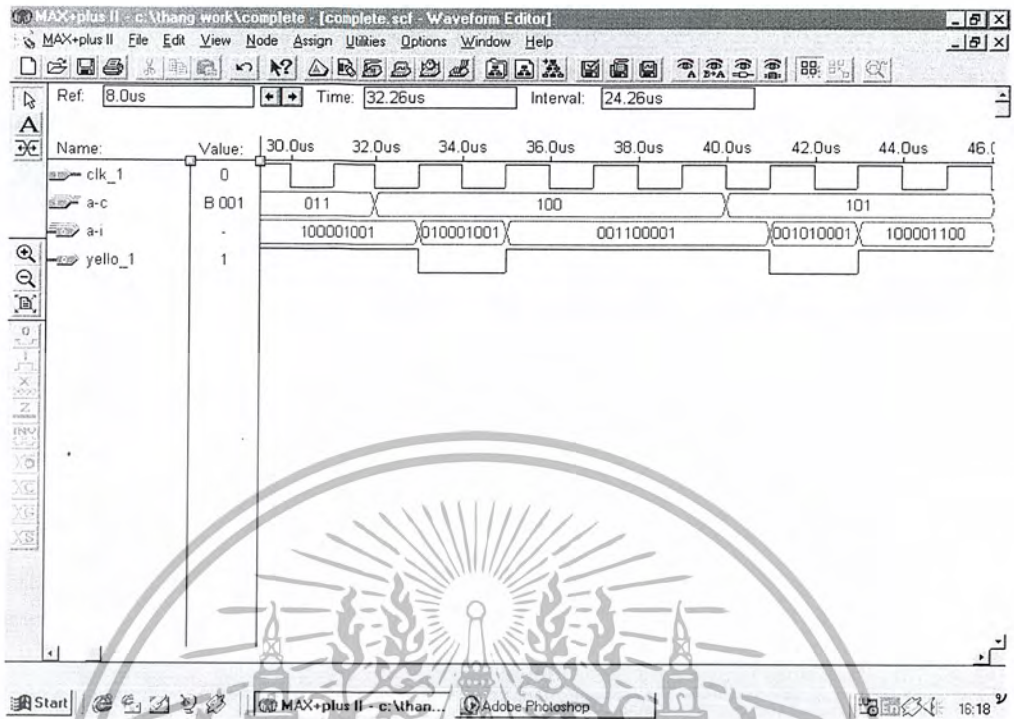 MAX+plus II - c:\thang work\complete - [complete.scf - Waveform Editor]
MAX+plus II File Edit View Node Assign Utilities Options Window Help
Ref: 8.0us Time: 32.26us Interval: 24.26us
Name: Value: 30.0us 32.0us 34.0us 36.0us 38.0us 40.0us 42.0us 44.0us 46.0
clk_1 0
a-c B 001 011 100 101
a-i - 100001001 010001001 001100001 001010001 100001100
yello_1 1
Start MAX+plus II - c:\than... Adobe Photoshop 16:18